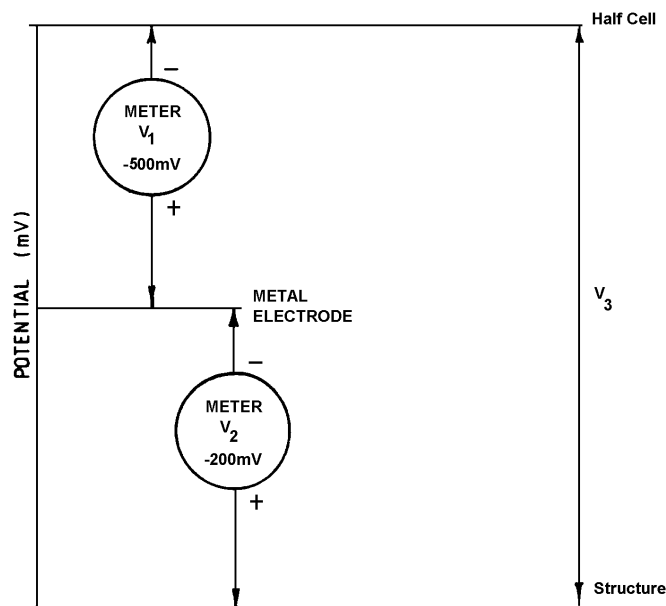 Half Cell
−
METER
V1
-500mV
+
POTENTIAL (mV)
METAL
ELECTRODE
V3
−
METER
V2
-200mV
+
Structure